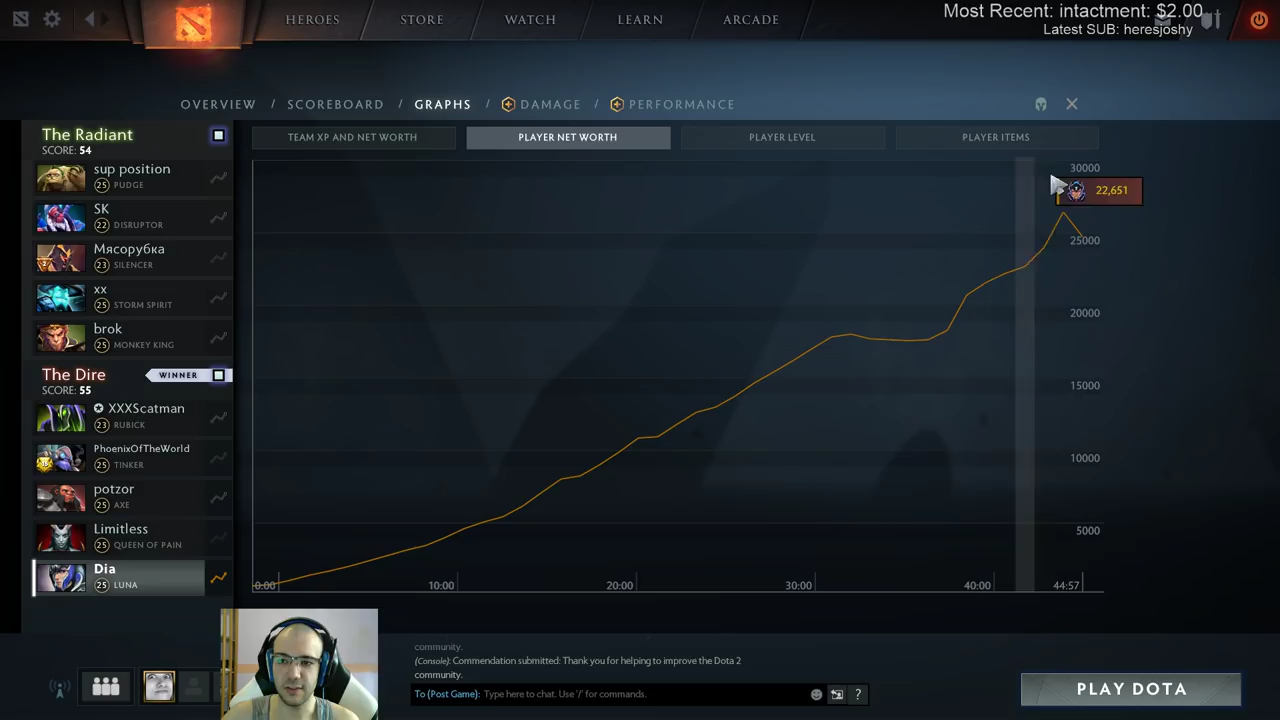 HEROES
STORE
WATCH
LEARN
ARCADE
Most Recent: intactment: $2.00
Latest SUB: heresjoshy
OVERVIEW / SCOREBOARD / GRAPHS / DAMAGE / PERFORMANCE
TEAM XP AND NET WORTH
PLAYER NET WORTH
PLAYER LEVEL
PLAYER ITEMS
The Radiant
SCORE: 54
sup position
25 PUDGE
SK
22 DISRUPTOR
Мясорубка
23 SILENCER
xx
25 STORM SPIRIT
brok
25 MONKEY KING
The Dire
WINNER
SCORE: 55
XXXScatman
23 RUBICK
PhoenixOfTheWorld
25 TINKER
potzor
25 AXE
Limitless
25 QUEEN OF PAIN
Dia
25 LUNA
30000
22,651
25000
20000
15000
10000
5000
0:00
10:00
20:00
30:00
40:00
44:57
community.
(Console): Commendation submitted: Thank you for helping to improve the Dota 2
community.
To (Post Game): Type here to chat. Use '/' for commands.
?
PLAY DOTA